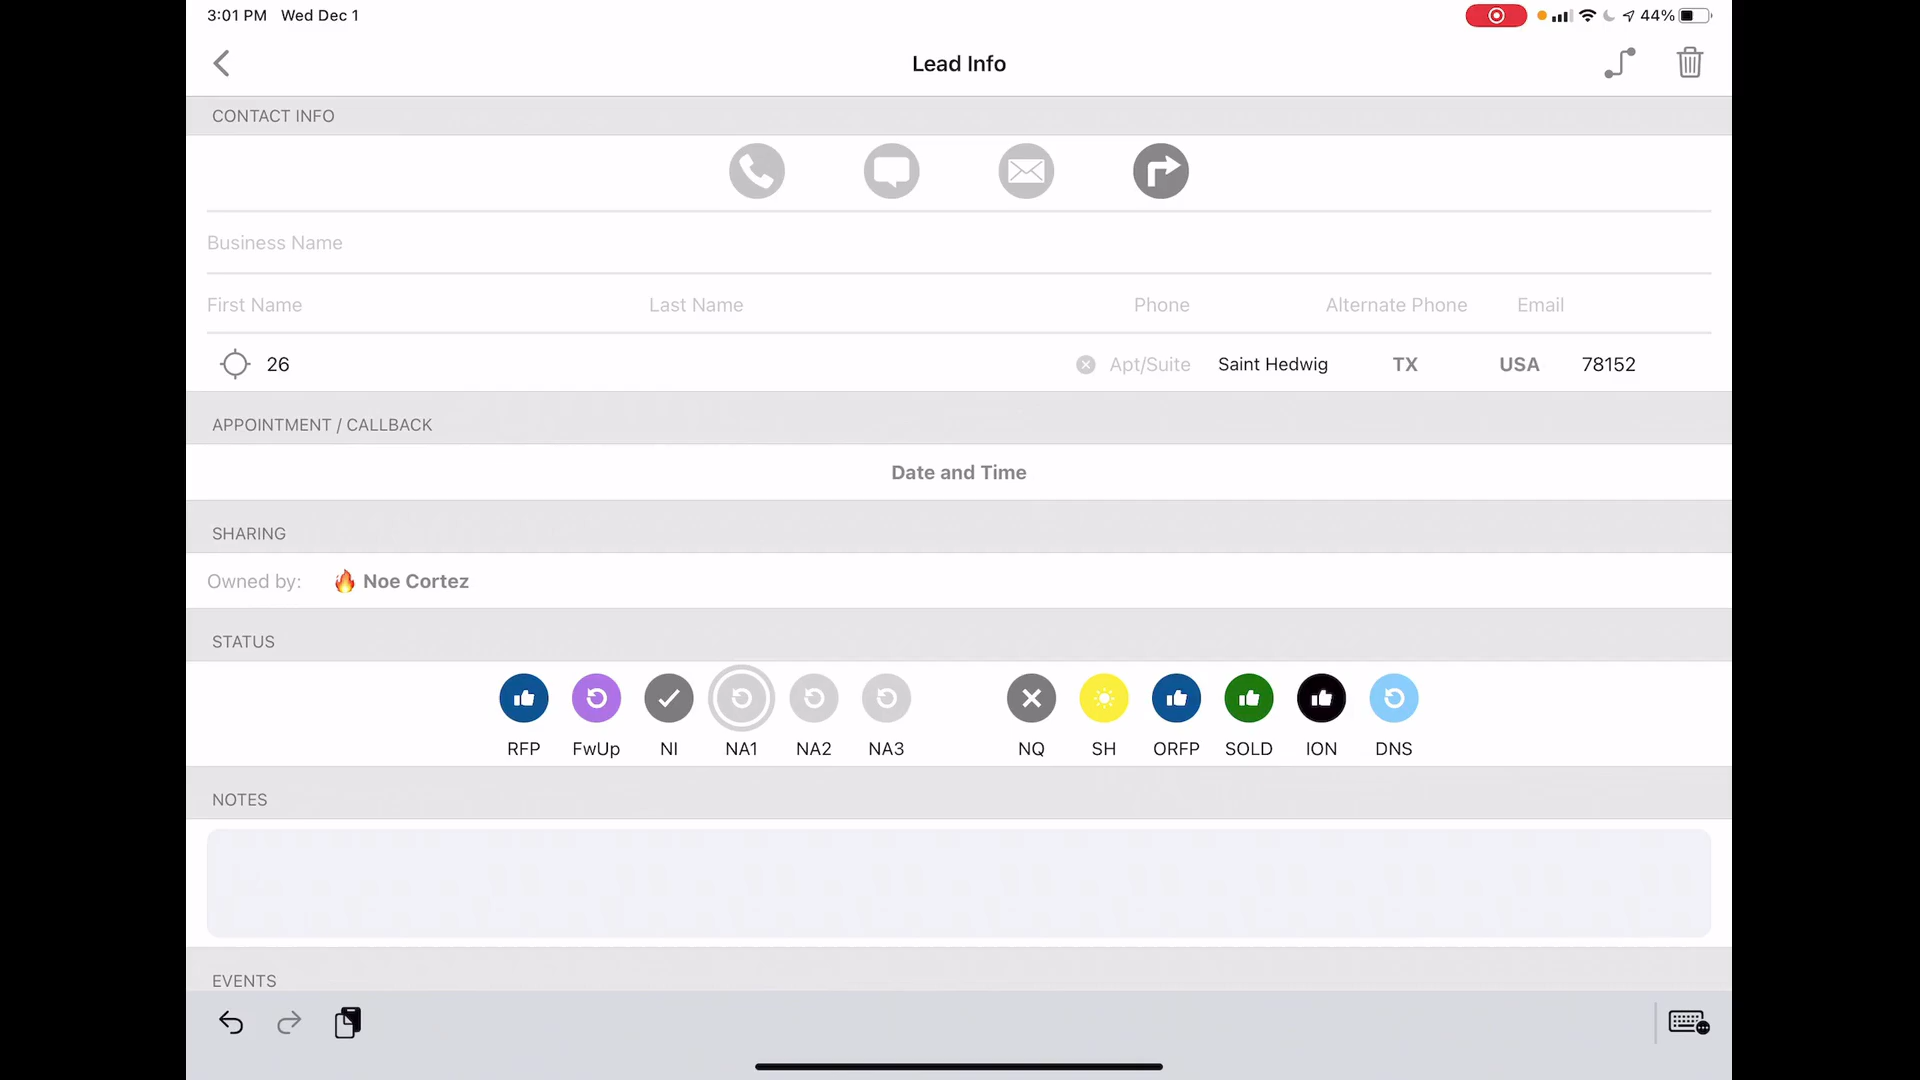 3:01 PM Wed Dec 1 44%
Lead Info
CONTACT INFO
Business Name
First Name Last Name Phone Alternate Phone Email
26 Apt/Suite Saint Hedwig TX USA 78152
APPOINTMENT / CALLBACK
Date and Time
SHARING
Owned by: 🔥 Noe Cortez
STATUS
RFP FwUp NI NA1 NA2 NA3 NQ SH ORFP SOLD ION DNS
NOTES
EVENTS